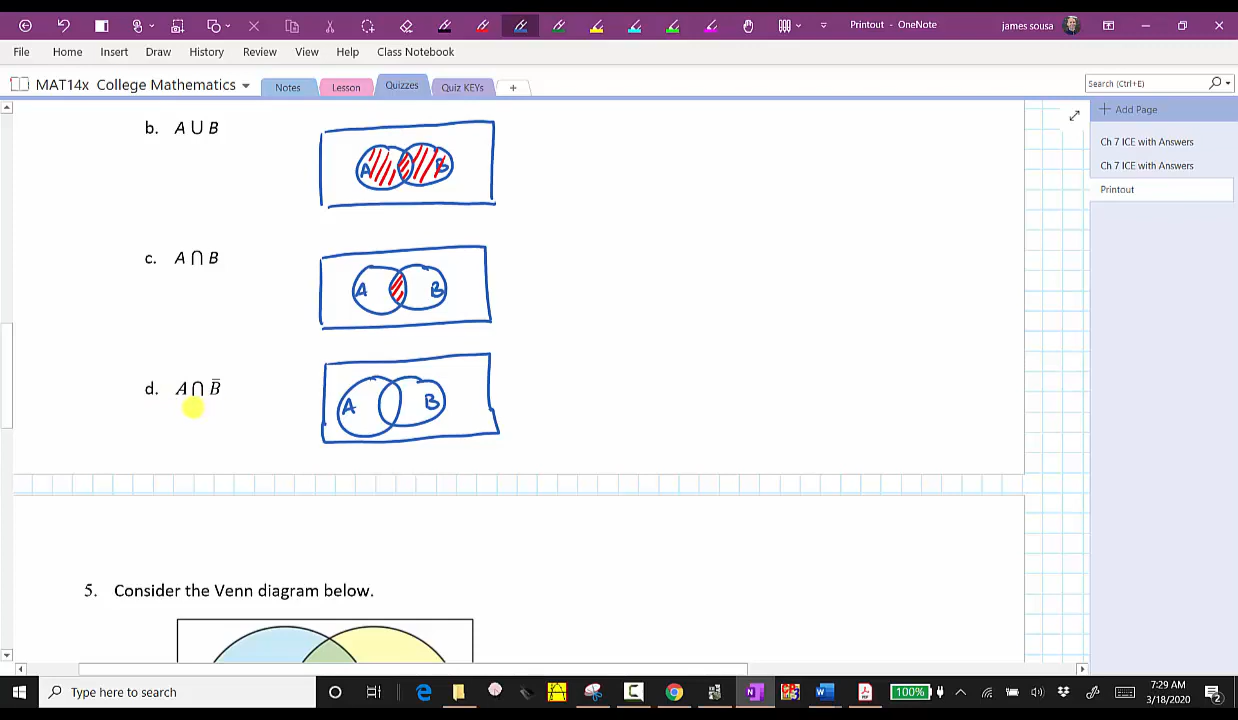 Printout - OneNote
james sousa
File Home Insert Draw History Review View Help Class Notebook
MAT14x College Mathematics
Notes Lesson Quizzes Quiz KEYs +
Search (Ctrl+E)
Add Page
Ch 7 ICE with Answers
Ch 7 ICE with Answers
Printout
b. A ∪ B
A B
c. A ∩ B
A B
d. A ∩ B̅
A B
5. Consider the Venn diagram below.
Type here to search
100%
7:29 AM
3/18/2020
2